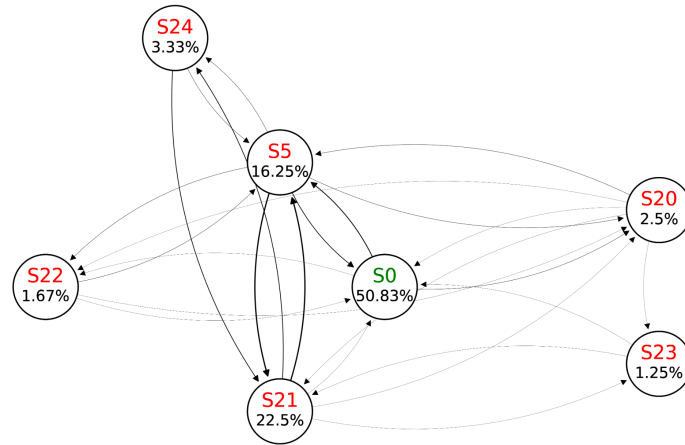 S24
3.33%
S5
16.25%
S20
2.5%
S22
1.67%
S0
50.83%
S23
1.25%
S21
22.5%